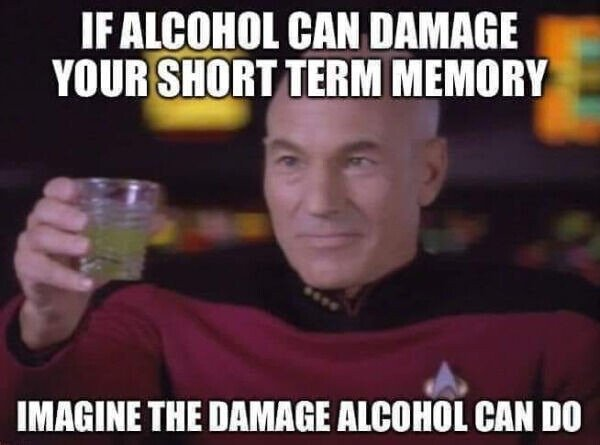 IF ALCOHOL CAN DAMAGE
YOUR SHORT TERM MEMORY
IMAGINE THE DAMAGE ALCOHOL CAN DO